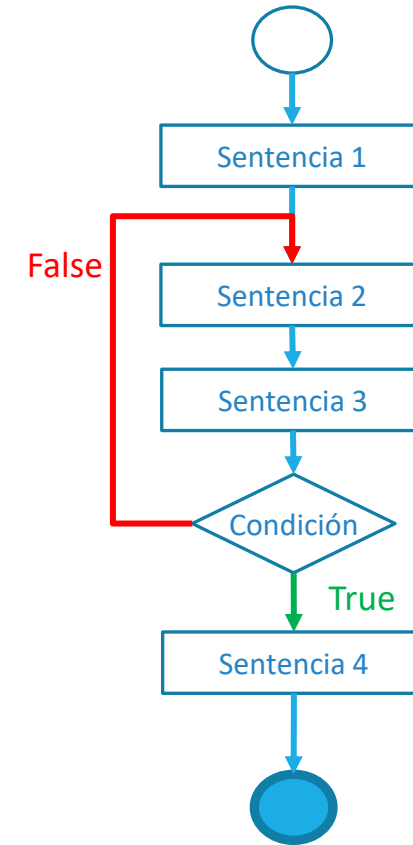 Sentencia 1
False
Sentencia 2
Sentencia 3
Condición
True
Sentencia 4